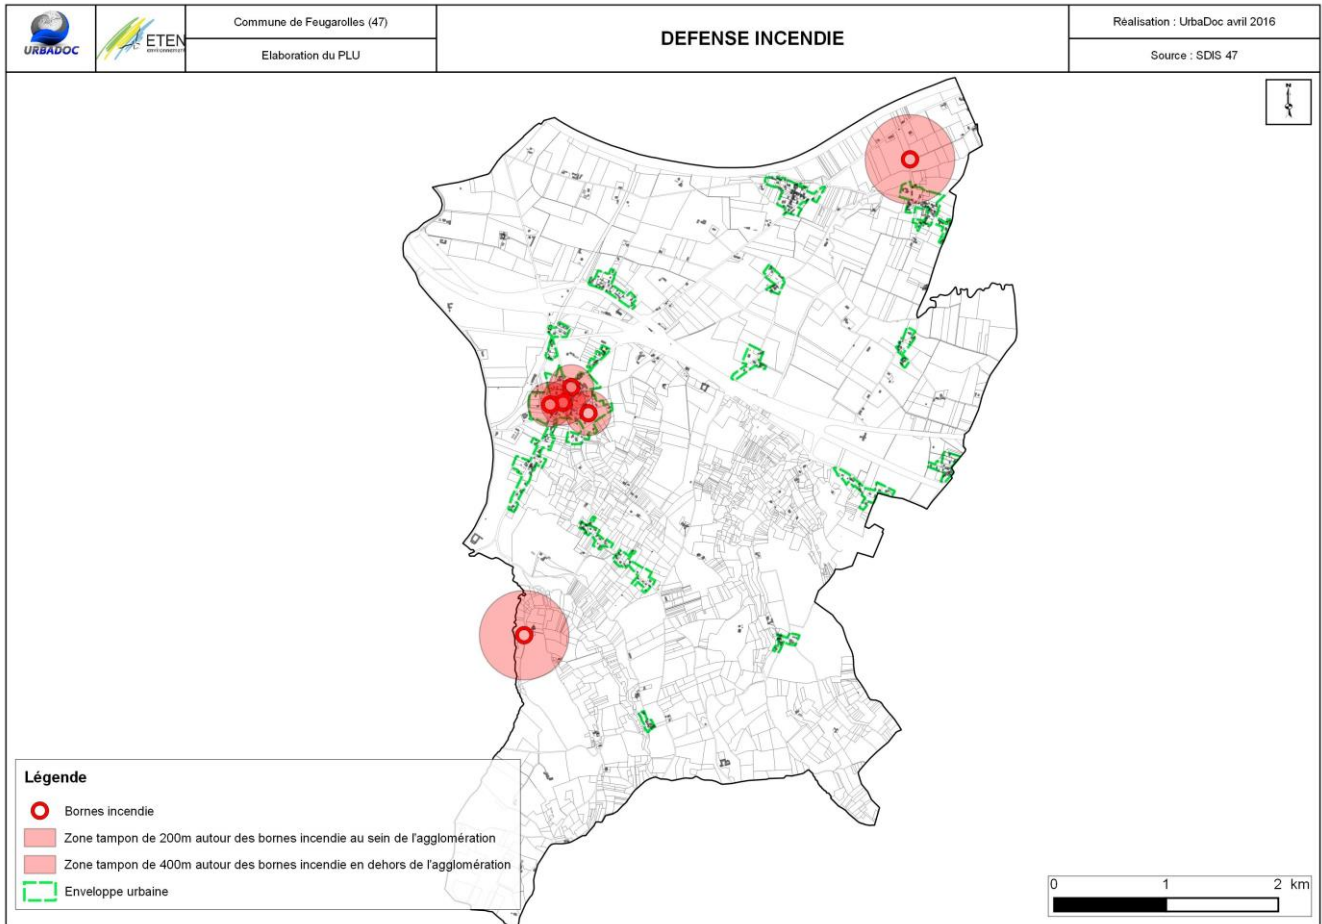 URBADOC
ETEN
environnement
Commune de Feugarolles (47)
Elaboration du PLU
DEFENSE INCENDIE
Réalisation : UrbaDoc avril 2016
Source : SDIS 47
N
Légende
Bornes incendie
Zone tampon de 200m autour des bornes incendie au sein de l'agglomération
Zone tampon de 400m autour des bornes incendie en dehors de l'agglomération
Enveloppe urbaine
0 1 2 km